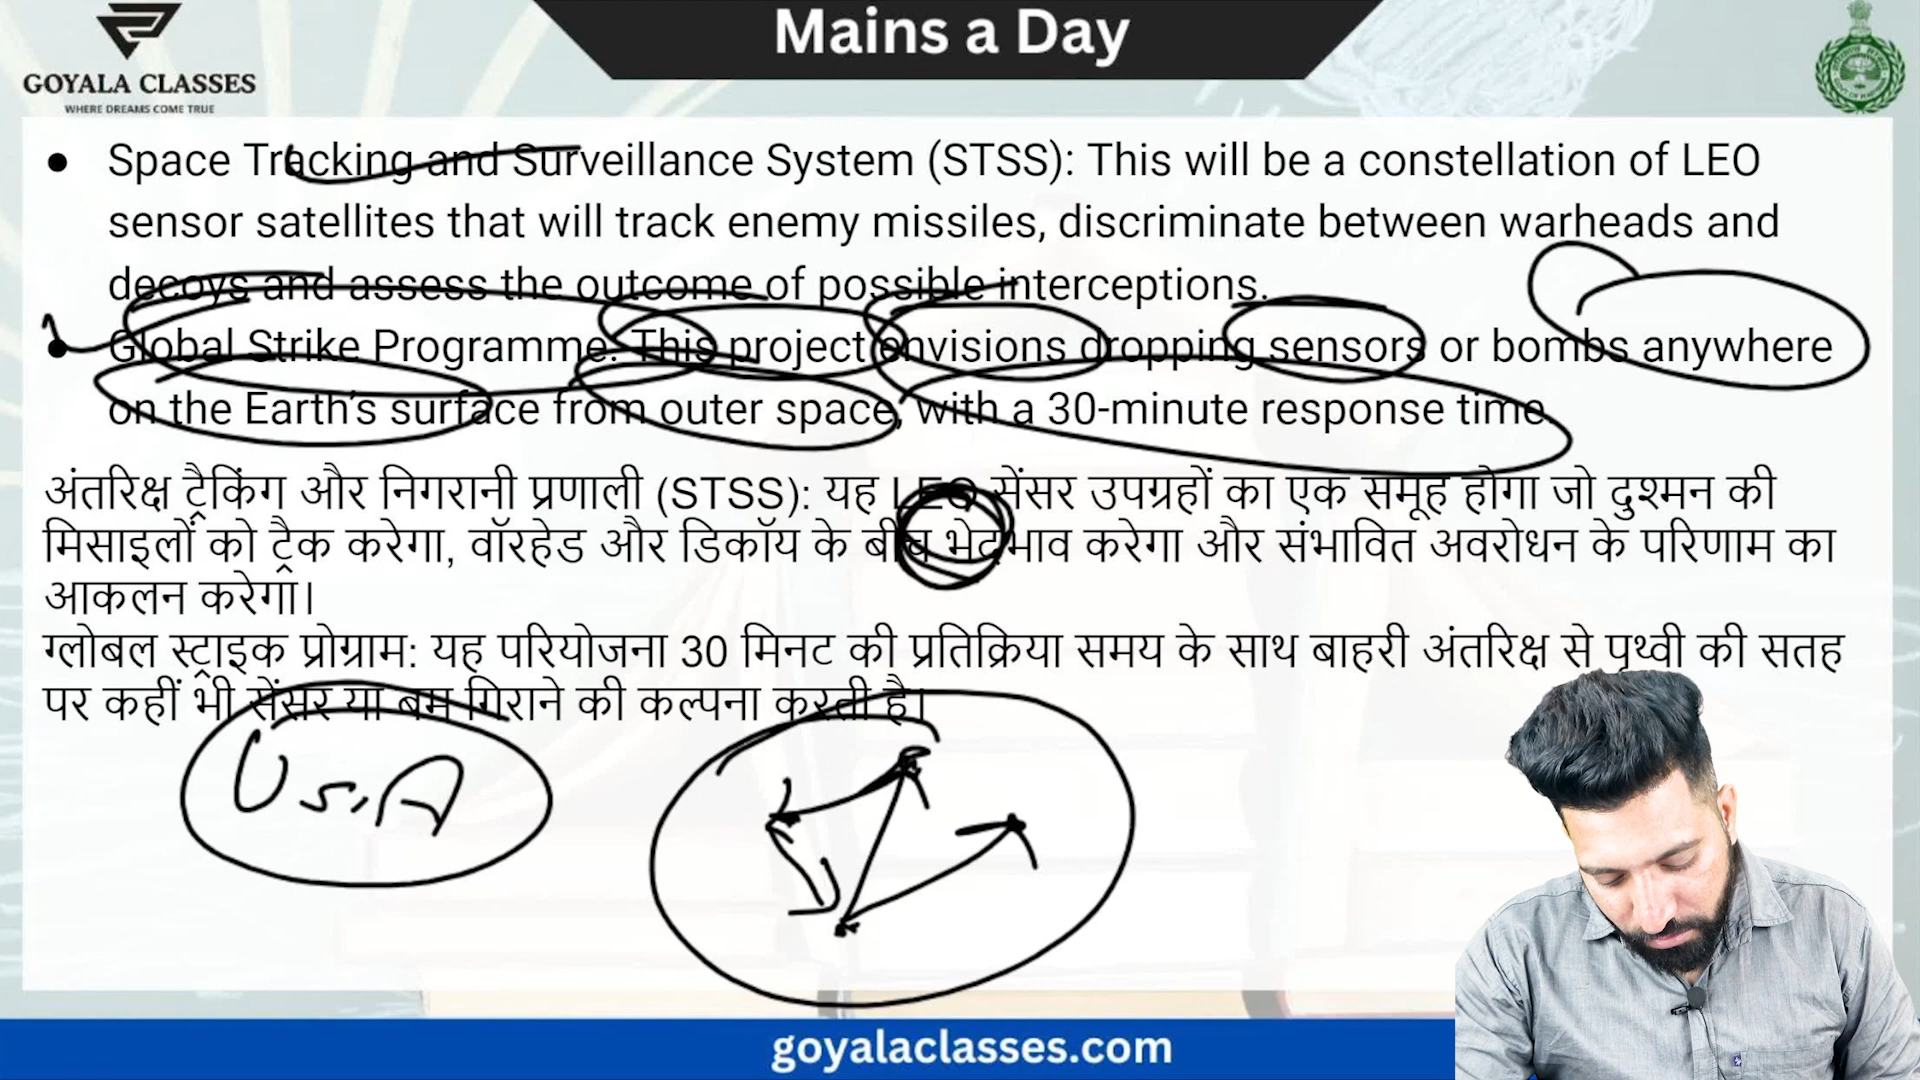 Mains a Day
GOYALA CLASSES
WHERE DREAMS COME TRUE
● Space Tracking and Surveillance System (STSS): This will be a constellation of LEO
sensor satellites that will track enemy missiles, discriminate between warheads and
decoys and assess the outcome of possible interceptions.
● Global Strike Programme: This project envisions dropping sensors or bombs anywhere
on the Earth's surface from outer space, with a 30-minute response time.
अंतरिक्ष ट्रैकिंग और निगरानी प्रणाली (STSS): यह LEO सेंसर उपग्रहों का एक समूह होगा जो दुश्मन की
मिसाइलों को ट्रैक करेगा, वॉरहेड और डिकॉय के बीच भेदभाव करेगा और संभावित अवरोधन के परिणाम का
आकलन करेगा।
ग्लोबल स्ट्राइक प्रोग्राम: यह परियोजना 30 मिनट की प्रतिक्रिया समय के साथ बाहरी अंतरिक्ष से पृथ्वी की सतह
पर कहीं भी सेंसर या बम गिराने की कल्पना करती है।
U S. A
goyalaclasses.com